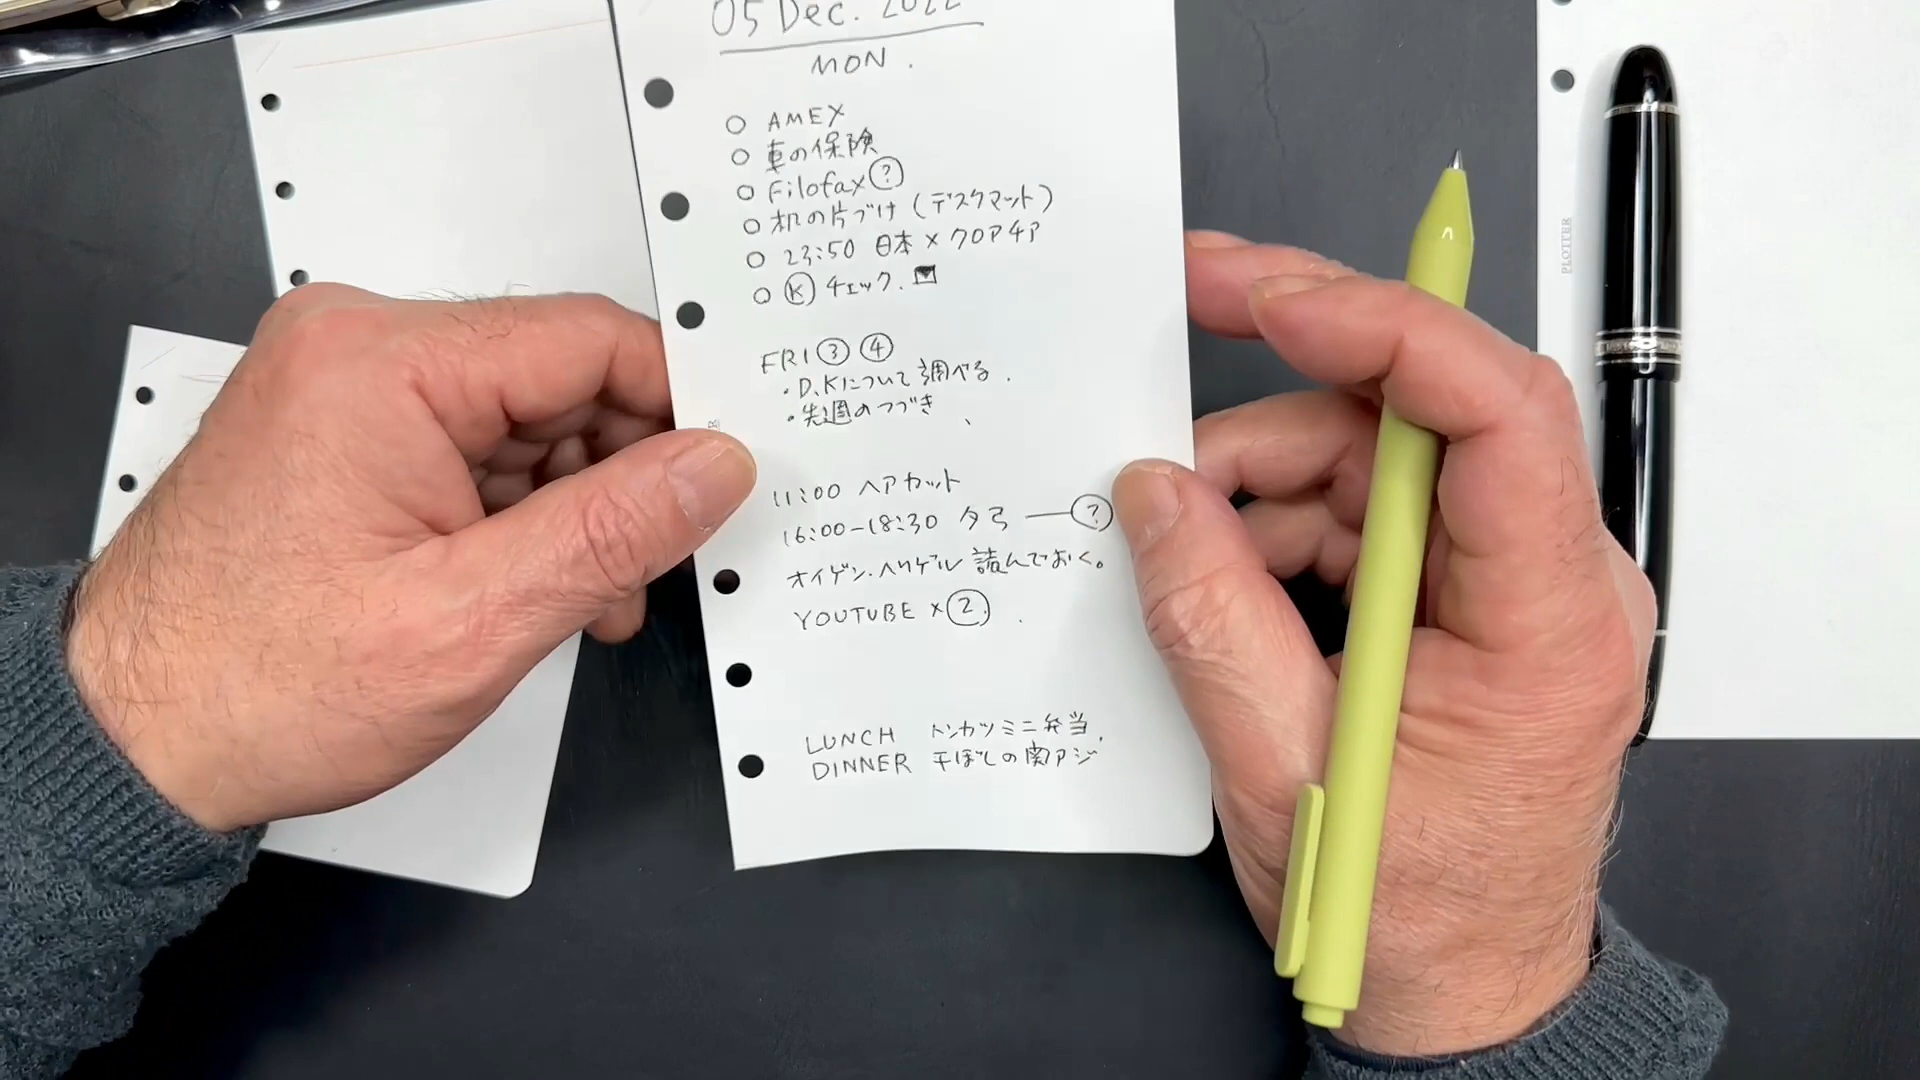 05 Dec. 2022
MON.
○ AMEX
○ 車の保険
○ Filofax ?
○ 机の片づけ (デスクマット)
○ 23:50 日本 × クロアチア
○ Ⓚ チェック.
FRI ③ ④
・D.Kについて調べる.
・先週のつづき
11:00 ヘアカット
16:00-18:30 夕弓 — ?
オイゲン.ヘリゲル 読んでおく。
YOUTUBE × ②.
LUNCH トンカツミニ弁当.
DINNER 干ぼしの関アジ
PLOTTER